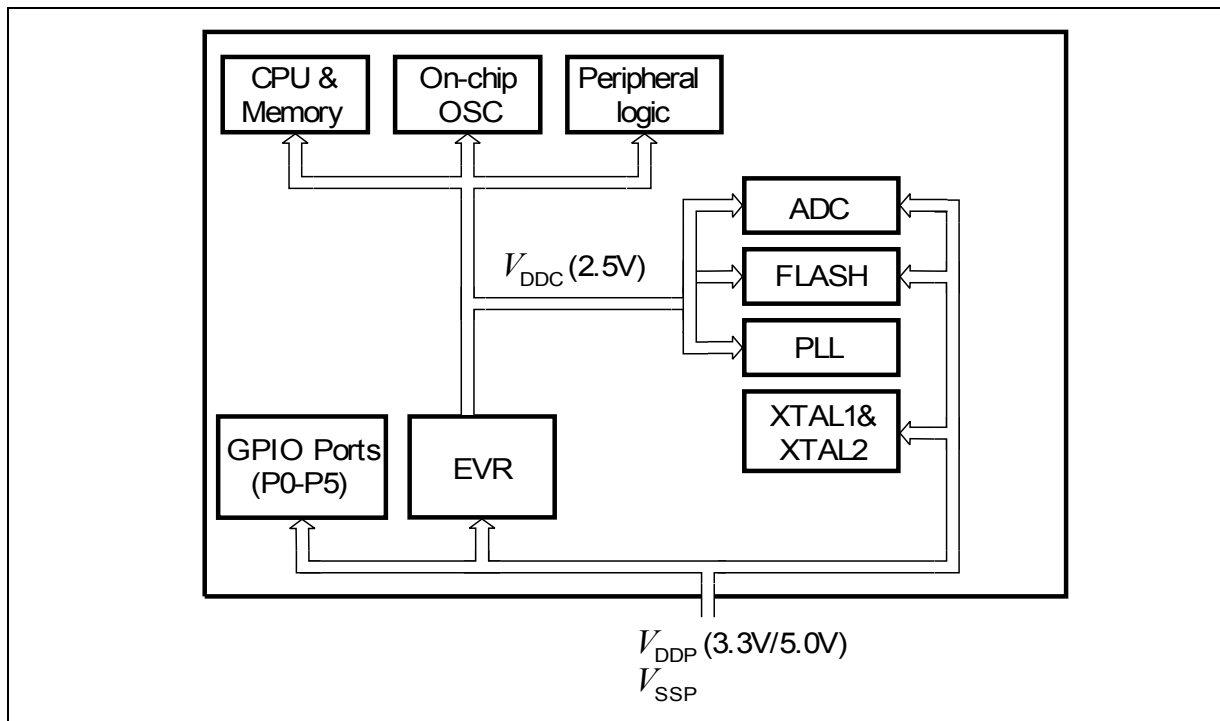 CPU &
Memory
On-chip
OSC
Peripheral
logic
ADC
VDDC (2.5V)
FLASH
PLL
XTAL1&
XTAL2
GPIO Ports
(P0-P5)
EVR
VDDP (3.3V/5.0V)
VSSP